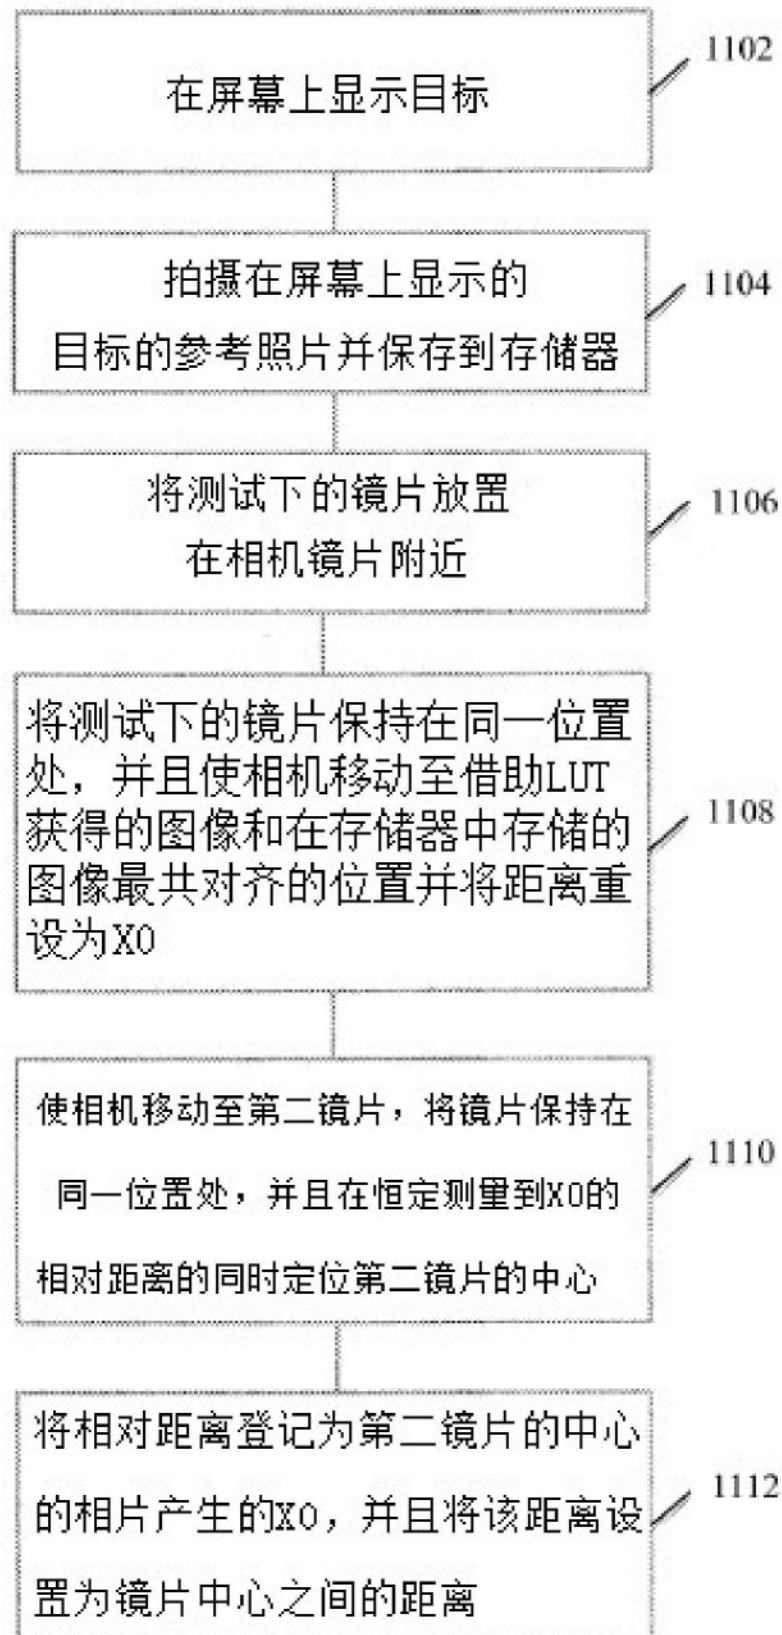 在屏幕上显示目标
1102
拍摄在屏幕上显示的
目标的参考照片并保存到存储器
1104
将测试下的镜片放置
在相机镜片附近
1106
将测试下的镜片保持在同一位置
处，并且使相机移动至借助LUT
获得的图像和在存储器中存储的
图像最共对齐的位置并将距离重
设为X0
1108
使相机移动至第二镜片，将镜片保持在
同一位置处，并且在恒定测量到X0的
相对距离的同时定位第二镜片的中心
1110
将相对距离登记为第二镜片的中心
的相片产生的X0，并且将该距离设
置为镜片中心之间的距离
1112